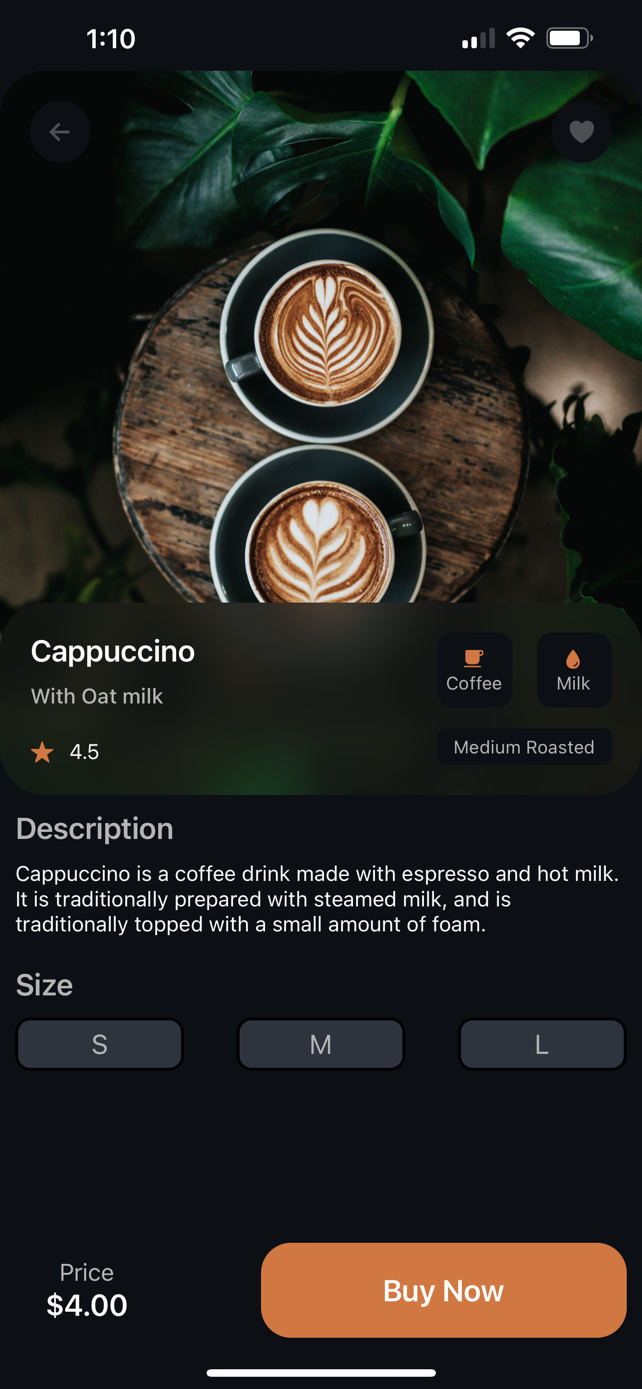 1:10
Cappuccino
With Oat milk
4.5
Coffee
Milk
Medium Roasted
Description
Cappuccino is a coffee drink made with espresso and hot milk.
It is traditionally prepared with steamed milk, and is
traditionally topped with a small amount of foam.
Size
S
M
L
Price
$4.00
Buy Now